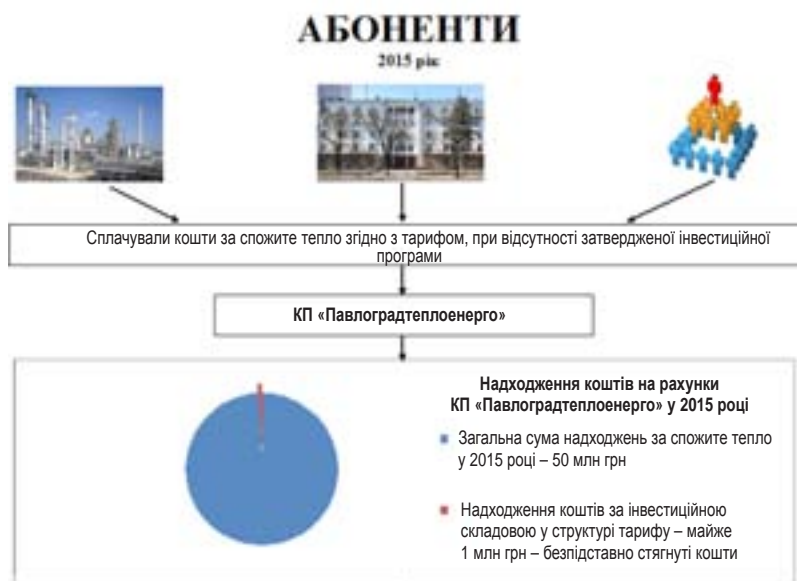 АБОНЕНТИ
2015 рік
Сплачували кошти за спожите тепло згідно з тарифом, при відсутності затвердженої інвестиційної
програми
КП «Павлоградтеплоенерго»
Надходження коштів на рахунки
КП «Павлоградтеплоенерго» у 2015 році
Загальна сума надходжень за спожите тепло
у 2015 році – 50 млн грн
Надходження коштів за інвестиційною
складовою у структурі тарифу – майже
1 млн грн – безпідставно стягнуті кошти